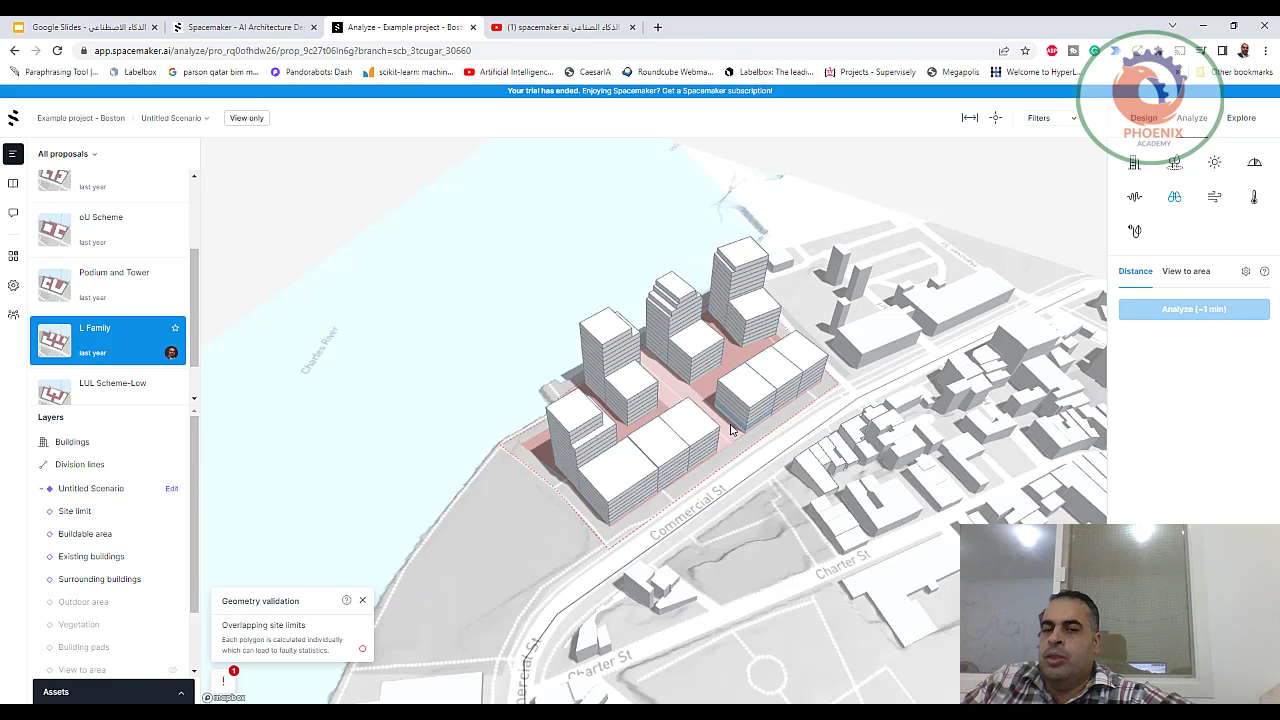 Google Slides - الذكاء الاصطناعي
Spacemaker - AI Architecture De
Analyze - Example project - Bosto
(1) spacemaker ai الذكاء الصناعي
app.spacemaker.ai/analyze/pro_rq0ofhdw26/prop_9c27t06ln6g?branch=scb_3tcugar_30660
Paraphrasing Tool |...
Labelbox
parson qatar bim m...
Pandorabots: Dash
scikit-learn: machin...
Artificial Intelligenc...
CaesarIA
Roundcube Webma...
Labelbox: The leadi...
Projects - Supervisely
Megapolis
Welcome to HyperL...
Other bookmarks
Your trial has ended. Enjoying Spacemaker? Get a Spacemaker subscription!
Example project - Boston
Untitled Scenario
View only
Filters
Design
Analyze
Explore
PHOENIX
ACADEMY
All proposals
last year
oU Scheme
last year
Podium and Tower
last year
L Family
last year
LUL Scheme-Low
Layers
Buildings
Division lines
Untitled Scenario
Edit
Site limit
Buildable area
Existing buildings
Surrounding buildings
Outdoor area
Vegetation
Building pads
View to area
Assets
Distance
View to area
Analyze (~1 min)
Charles River
Commercial St
Charter St
Charter St
Geometry validation
Overlapping site limits
Each polygon is calculated individually
which can lead to faulty statistics.
1
mapbox